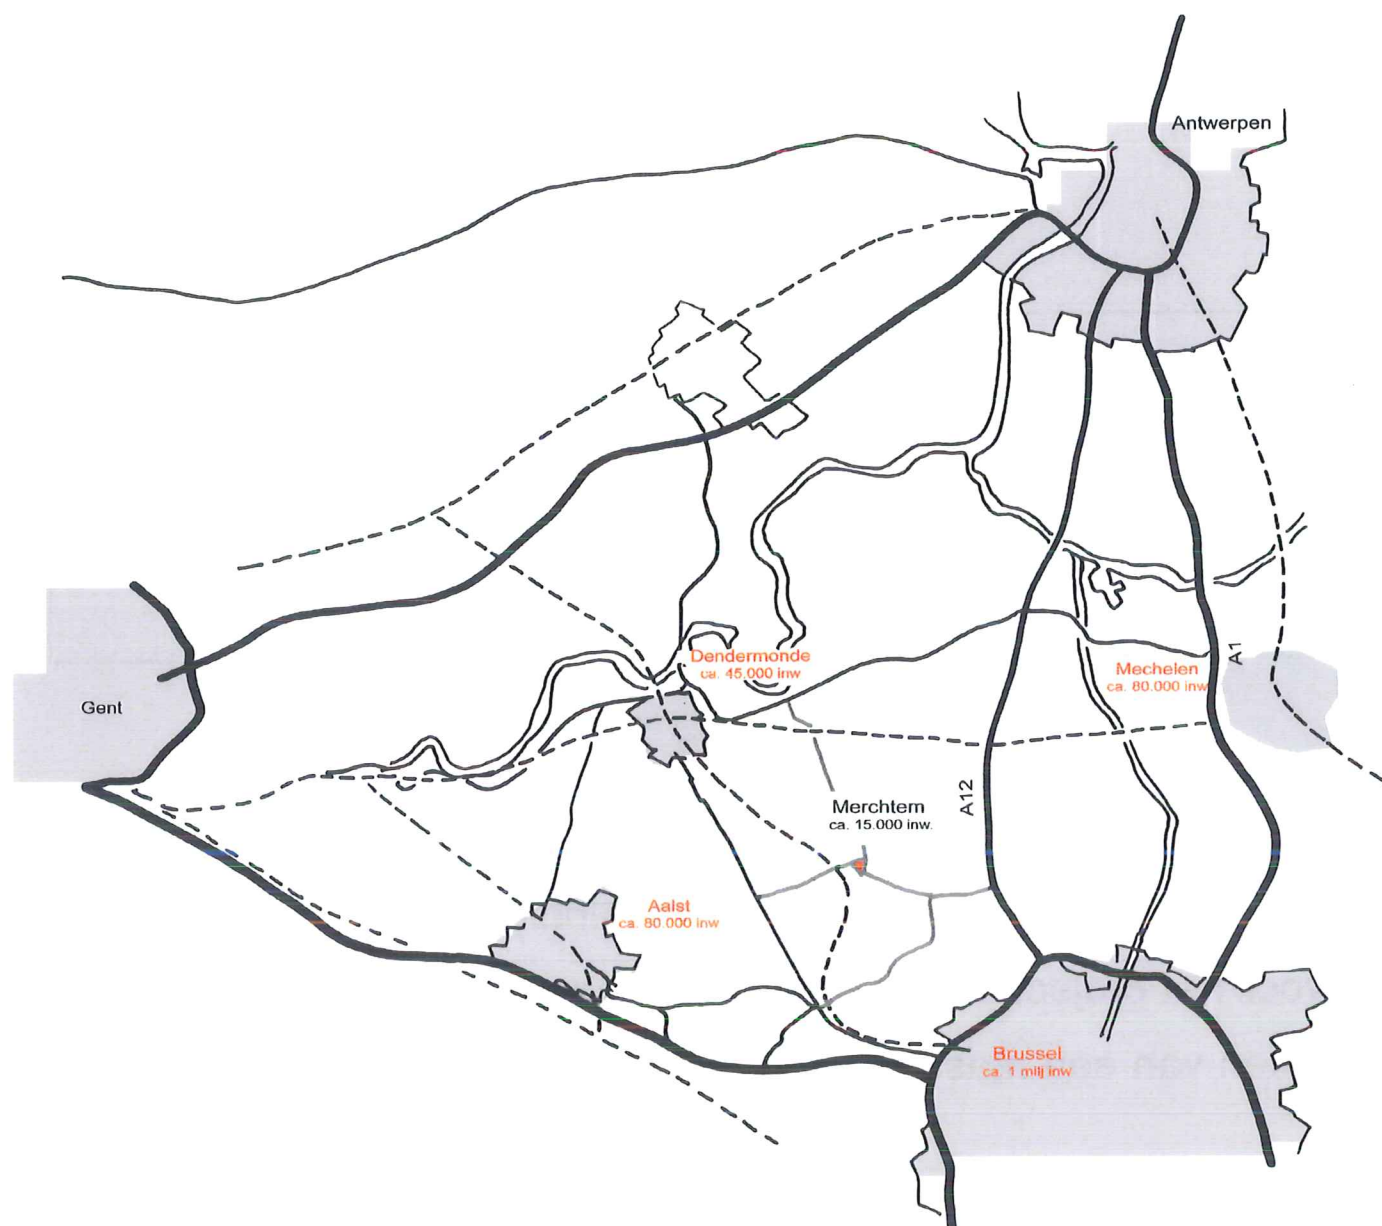 Antwerpen
Dendermonde
ca. 45.000 inw
A1
Mechelen
ca. 80.000 inw
Gent
A12
Merchtem
ca. 15.000 inw.
Aalst
ca. 80.000 inw
Brussel
ca. 1 milj inw
van